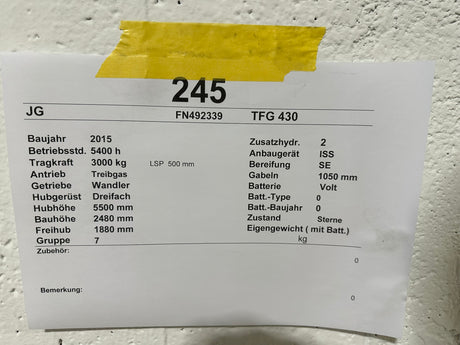 245
JG FN492339 TFG 430
Baujahr 2015 Zusatzhydr. 2
Betriebsstd. 5400 h Anbaugerät ISS
Tragkraft 3000 kg LSP 500 mm Bereifung SE
Antrieb Treibgas Gabeln 1050 mm
Getriebe Wandler Batterie Volt
Hubgerüst Dreifach Batt.-Type 0
Hubhöhe 5500 mm Batt.-Baujahr 0
Bauhöhe 2480 mm Zustand Sterne
Freihub 1880 mm Eigengewicht ( mit Batt.)
Gruppe 7 kg
Zubehör:
0
Bemerkung:
0